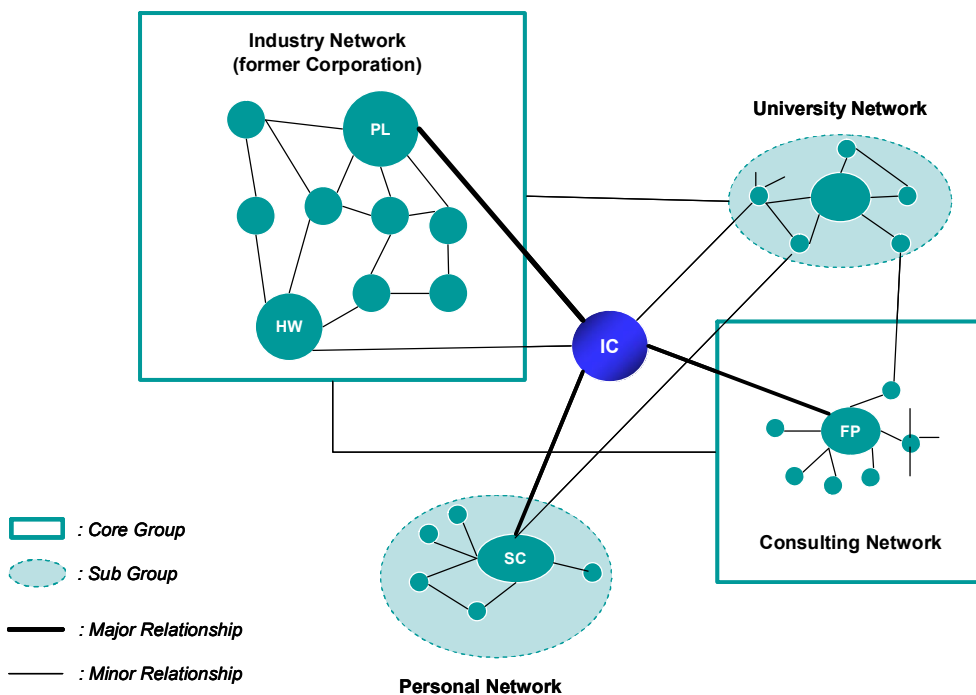 Industry Network
(former Corporation)
PL
HW
University Network
IC
FP
Consulting Network
SC
Personal Network
: Core Group
: Sub Group
: Major Relationship
: Minor Relationship